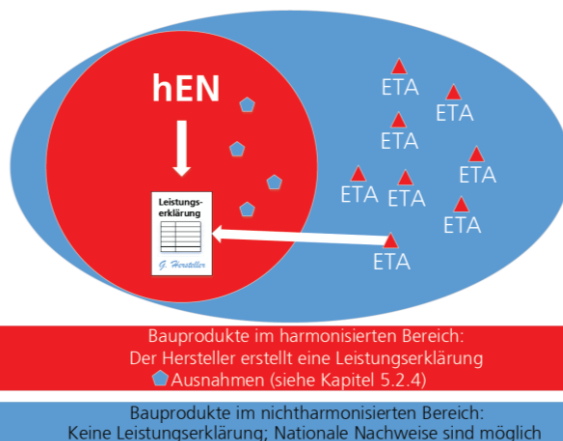 hEN
Leistungs-
erklärung
G. Hersteller
ETA
ETA
ETA
ETA
ETA
ETA
ETA
ETA
Bauprodukte im harmonisierten Bereich:
Der Hersteller erstellt eine Leistungserklärung
Ausnahmen (siehe Kapitel 5.2.4)
Bauprodukte im nichtharmonisierten Bereich:
Keine Leistungserklärung; Nationale Nachweise sind möglich